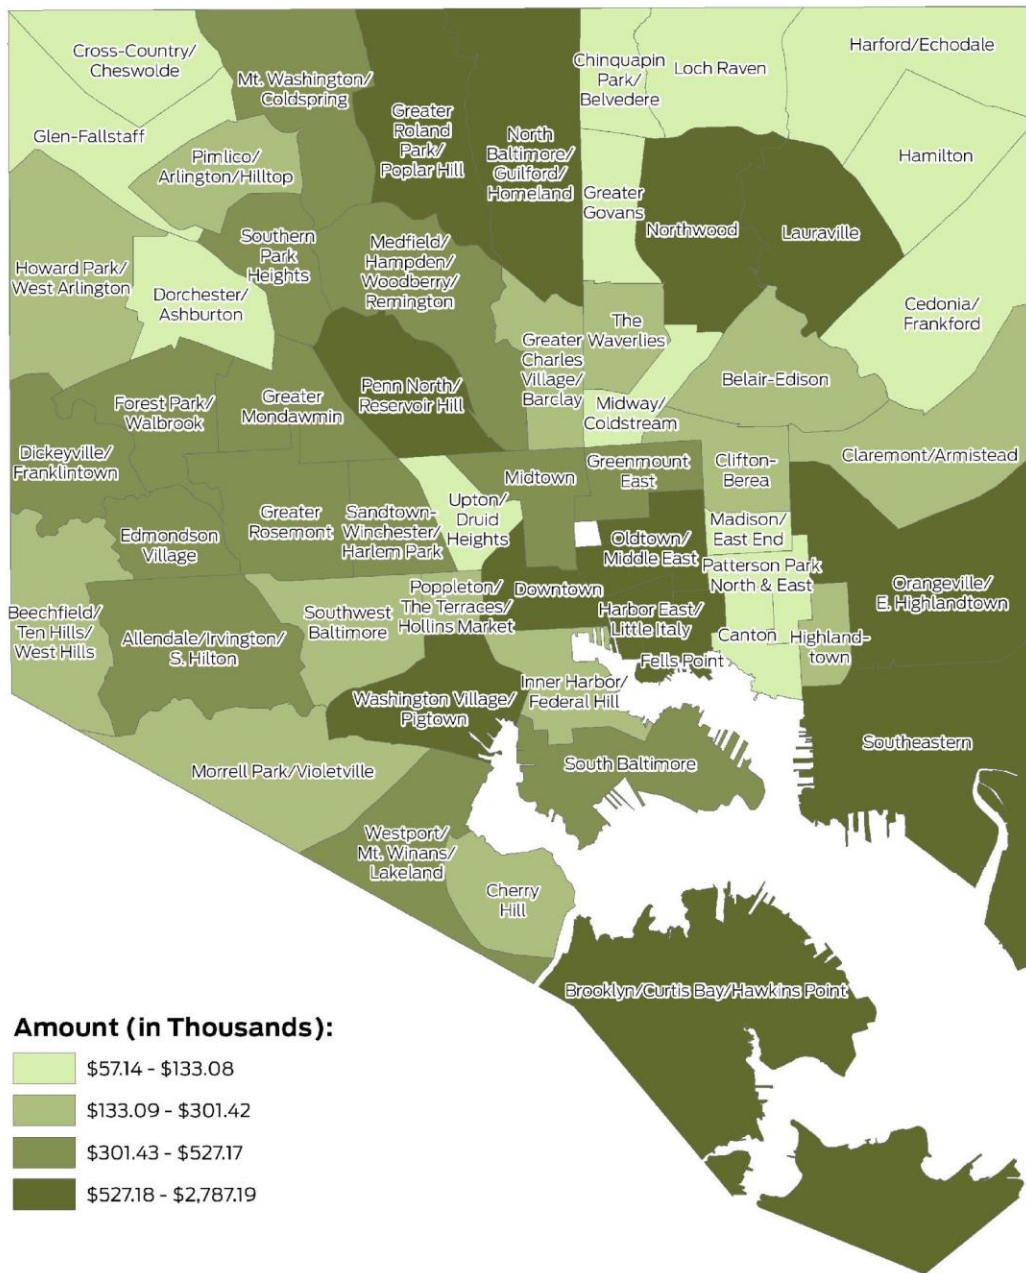 Cross-Country/
Cheswolde
Mt. Washington/
Coldspring
Greater
Roland
Park/
Poplar Hill
North
Baltimore/
Guilford/
Homeland
Chinquapin
Park/
Belvedere
Loch Raven
Harford/Echodale
Glen-Fallstaff
Pimlico/
Arlington/Hilltop
Hamilton
Greater
Govans
Northwood
Lauraville
Howard Park/
West Arlington
Dorchester/
Ashburton
Southern
Park
Heights
Medfield/
Hampden/
Woodberry/
Remington
Cedonia/
Frankford
The
Waverlies
Greater
Charles
Village/
Barclay
Belair-Edison
Forest Park/
Walbrook
Greater
Mondawmin
Penn North/
Reservoir Hill
Midway/
Coldstream
Dickeyville/
Franklintown
Claremont/Armistead
Midtown
Greenmount
East
Clifton-
Berea
Edmondson
Village
Greater
Rosemont
Sandtown-
Winchester/
Harlem Park
Upton/
Druid
Heights
Oldtown/
Middle East
Madison/
East End
Patterson Park
North & East
Orangeville/
E. Highlandtown
Beechfield/
Ten Hills/
West Hills
Allendale/Irvington/
S. Hilton
Southwest
Baltimore
Poppleton/
The Terraces/
Hollins Market
Downtown
Harbor East/
Little Italy
Canton
Highland-
town
Fells Point
Washington Village/
Pigtown
Inner Harbor/
Federal Hill
Southeastern
Morrell Park/Violetville
South Baltimore
Westport/
Mt. Winans/
Lakeland
Cherry
Hill
Brooklyn/Curtis Bay/Hawkins Point
Amount (in Thousands):
$57.14 - $133.08
$133.09 - $301.42
$301.43 - $527.17
$527.18 - $2,787.19